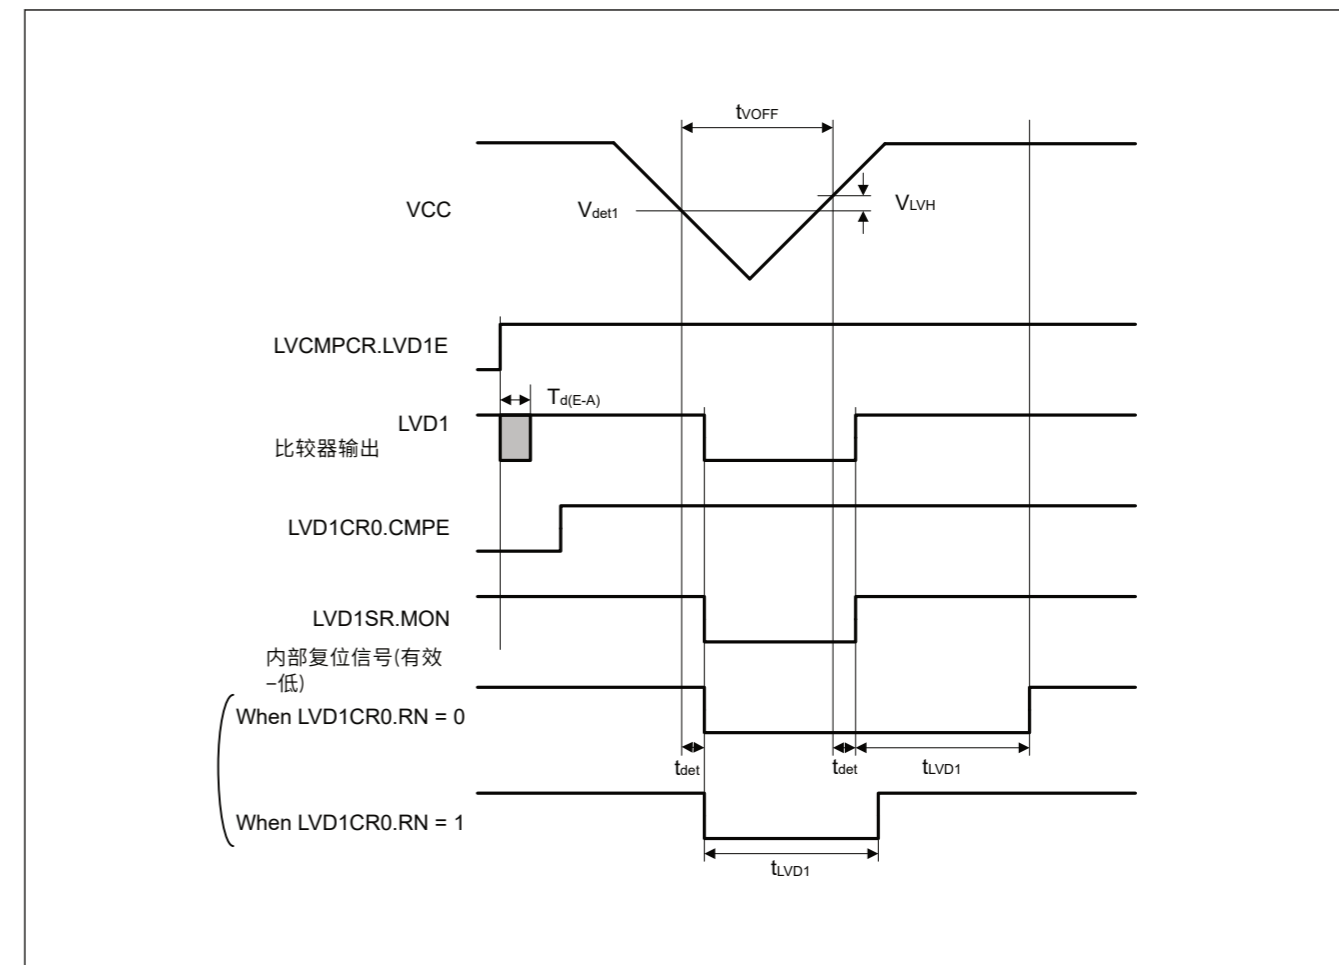 tVOFF
VCC
Vdet1
VLVH
LVCMPCR.LVD1E
Td(E-A)
LVD1
比较器输出
LVD1CR0.CMPE
LVD1SR.MON
内部复位信号(有效
–低)
When LVD1CR0.RN = 0
tdet
tdet
tLVD1
When LVD1CR0.RN = 1
tLVD1